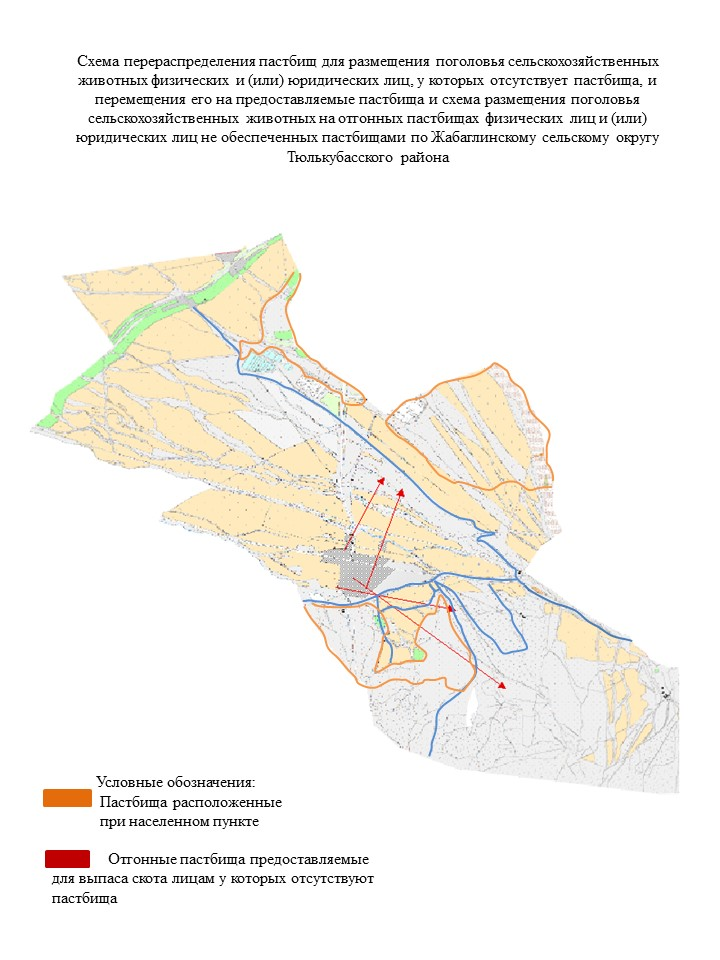 Схема перераспределения пастбищ для размещения поголовья сельскохозяйственных
животных физических и (или) юридических лиц, у которых отсутствует пастбища, и
перемещения его на предоставляемые пастбища и схема размещения поголовья
сельскохозяйственных животных на отгонных пастбищах физических лиц и (или)
юридических лиц не обеспеченных пастбищами по Жабаглинскому сельскому округу
Тюлькубасского района
Условные обозначения:
Пастбища расположенные
при населенном пункте
Отгонные пастбища предоставляемые
для выпаса скота лицам у которых отсутствуют
пастбища